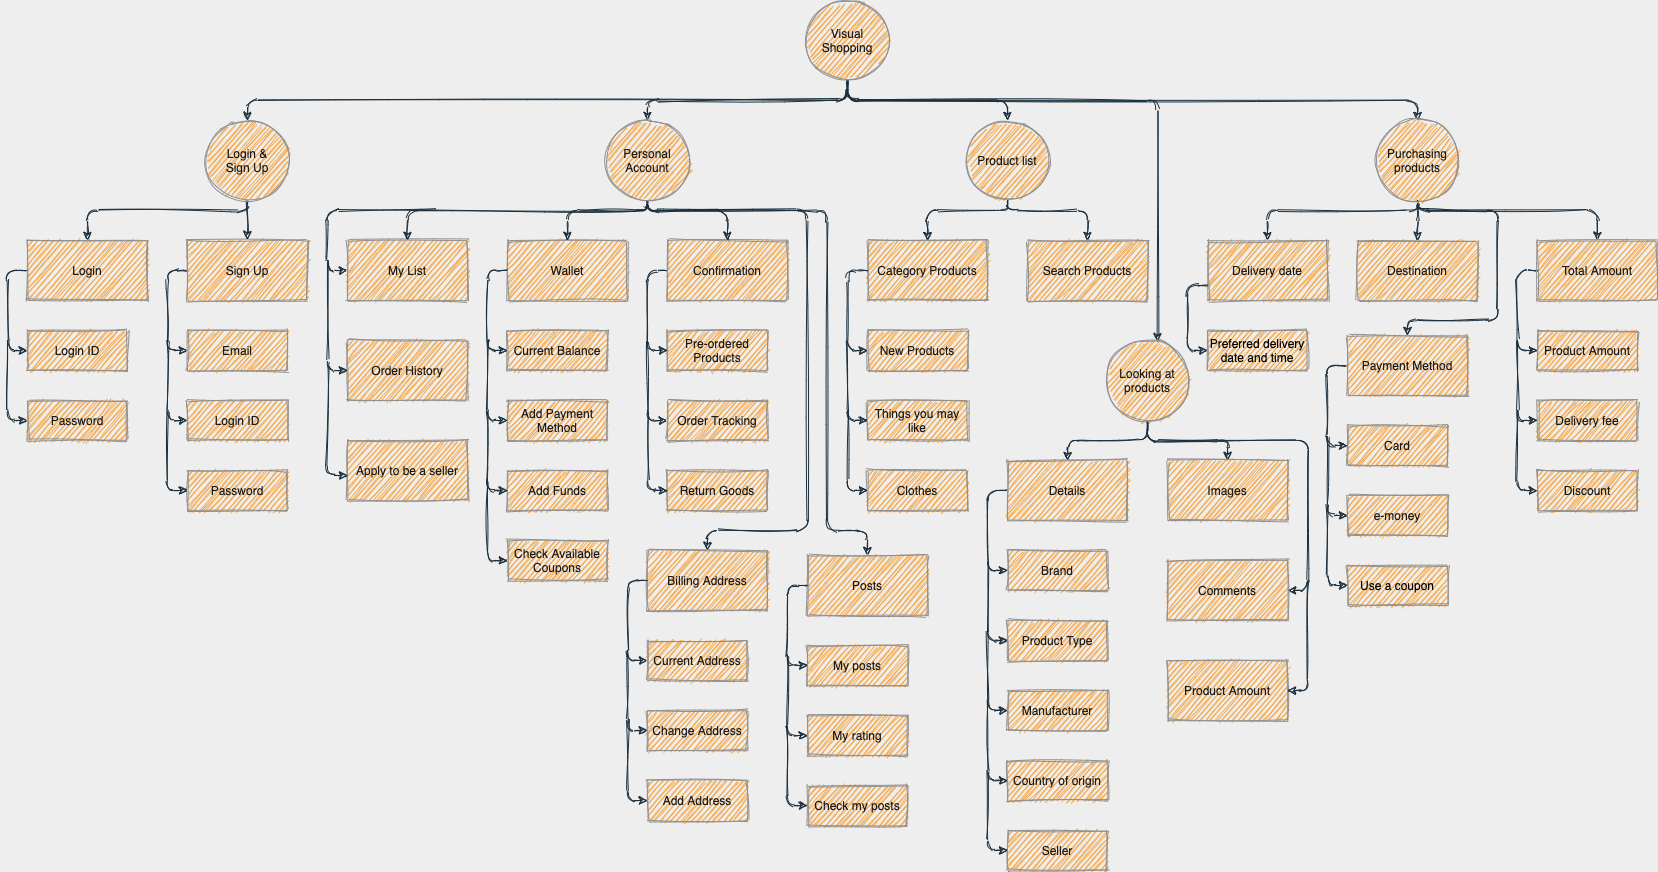 Visual
Shopping
Login &
Sign Up
Personal
Account
Product list
Purchasing
products
Login
Sign Up
My List
Wallet
Confirmation
Category Products
Search Products
Delivery date
Destination
Total Amount
Login ID
Email
Order History
Current Balance
Pre-ordered
Products
New Products
Looking at
products
Preferred delivery
date and time
Payment Method
Product Amount
Password
Login ID
Add Payment
Method
Order Tracking
Things you may
like
Card
Delivery fee
Password
Apply to be a seller
Add Funds
Return Goods
Clothes
Details
Images
e-money
Discount
Check Available
Coupons
Billing Address
Posts
Brand
Comments
Use a coupon
Current Address
My posts
Product Type
Change Address
My rating
Manufacturer
Product Amount
Add Address
Check my posts
Country of origin
Seller